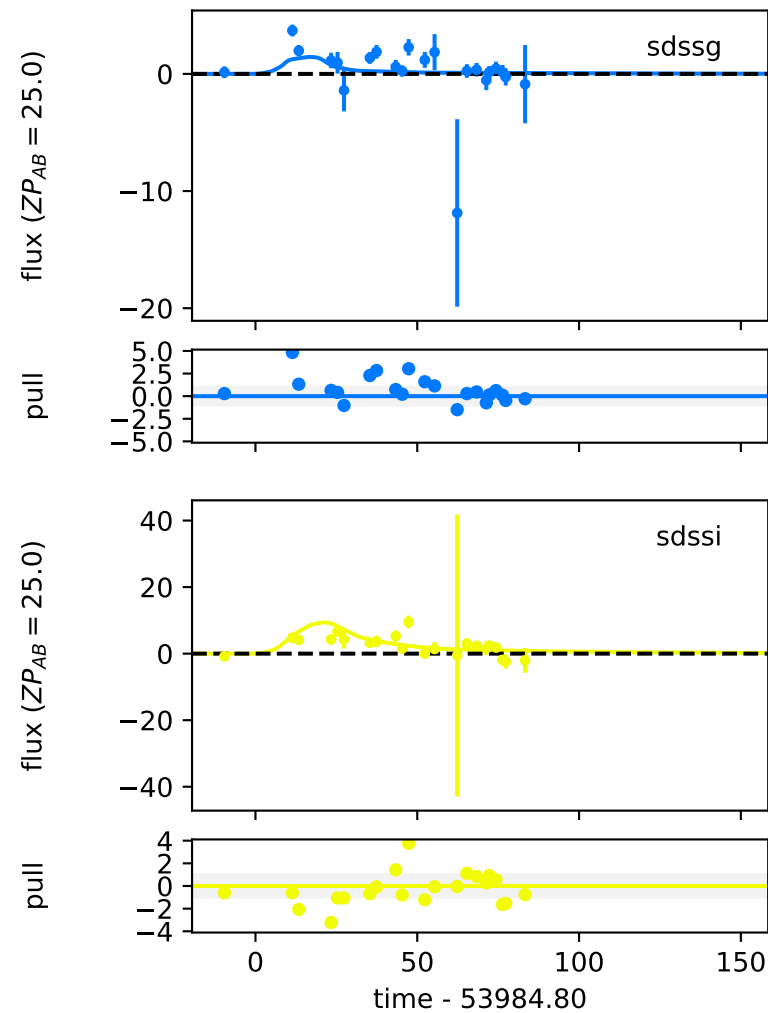 sdssg
flux (ZP_AB = 25.0)
0
−10
−20
pull
5.0
2.5
0.0
−2.5
−5.0
sdssi
flux (ZP_AB = 25.0)
40
20
0
−20
−40
pull
4
2
0
−2
−4
0 50 100 150
time - 53984.80